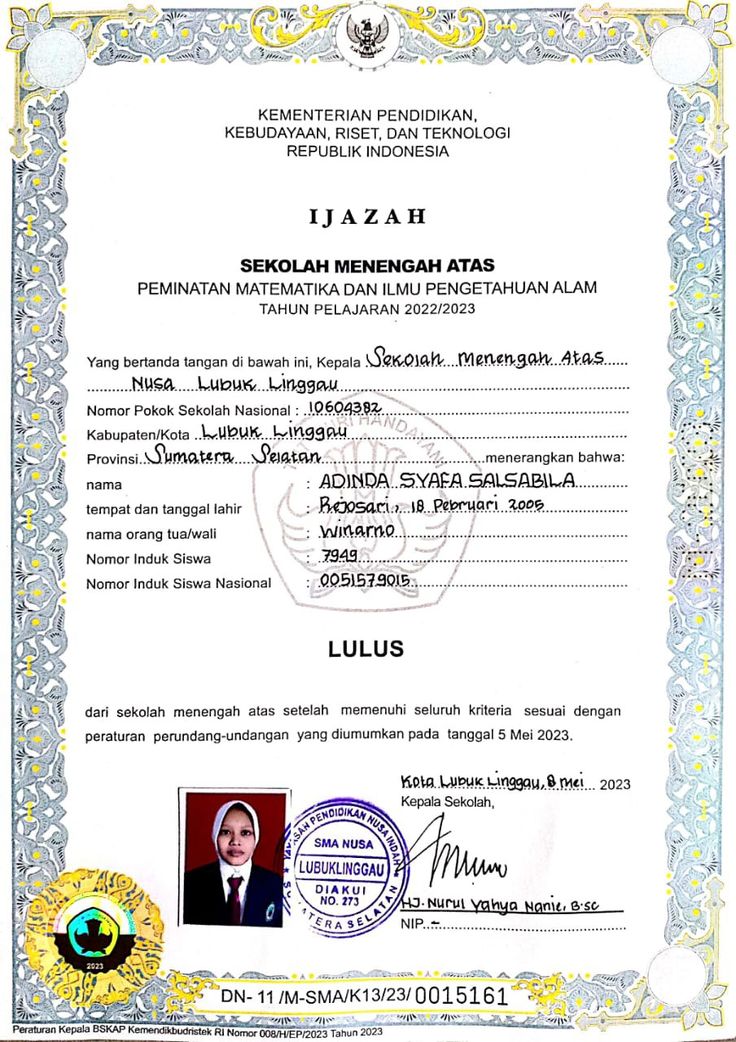 KEMENTERIAN PENDIDIKAN,
KEBUDAYAAN, RISET, DAN TEKNOLOGI
REPUBLIK INDONESIA
IJAZAH
SEKOLAH MENENGAH ATAS
PEMINATAN MATEMATIKA DAN ILMU PENGETAHUAN ALAM
TAHUN PELAJARAN 2022/2023
Yang bertanda tangan di bawah ini, Kepala Sekolah Menengah Atas
Nusa Lubuk Linggau
Nomor Pokok Sekolah Nasional : 10604382
Kabupaten/Kota Lubuk Linggau
Provinsi Sumatera Selatan menerangkan bahwa:
nama : ADINDA SYAFA SALSABILA
tempat dan tanggal lahir : Rejosari, 18 Pebruari 2005
nama orang tua/wali : Winarno
Nomor Induk Siswa : 7949
Nomor Induk Siswa Nasional : 0051579015
LULUS
dari sekolah menengah atas setelah memenuhi seluruh kriteria sesuai dengan
peraturan perundang-undangan yang diumumkan pada tanggal 5 Mei 2023.
Kota Lubuk Linggau, 8 Mei 2023
Kepala Sekolah,
SMA NUSA
LUBUKLINGGAU
DIAKUI
NO. 273
HJ. Nurul Yahya Nanie, B.sc
NIP. -
2023
DN- 11 /M-SMA/K13/23/ 0015161
Peraturan Kepala BSKAP Kemendikbudristek RI Nomor 008/H/EP/2023 Tahun 2023